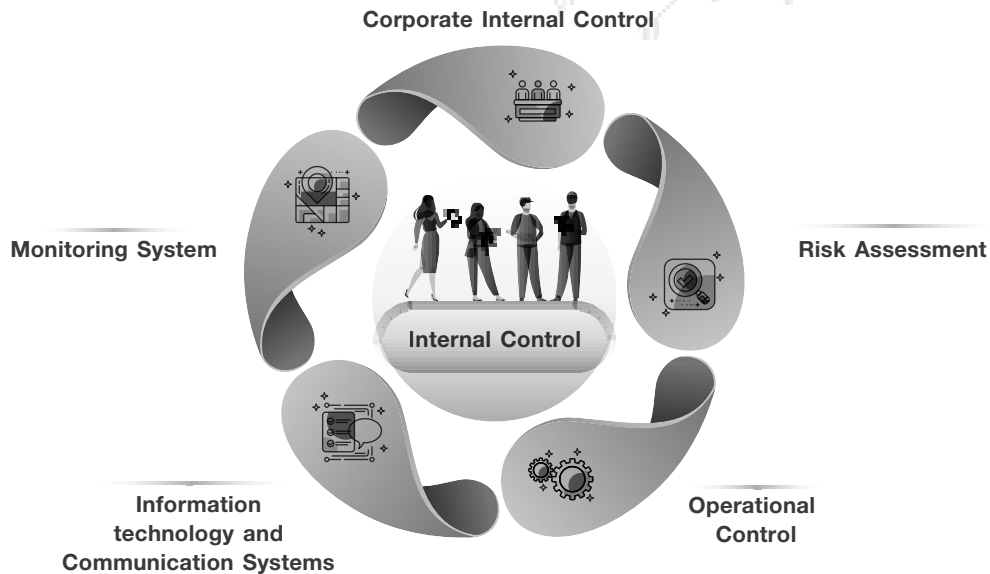 Corporate Internal Control
Monitoring System
Risk Assessment
Internal Control
Information
technology and
Communication Systems
Operational
Control